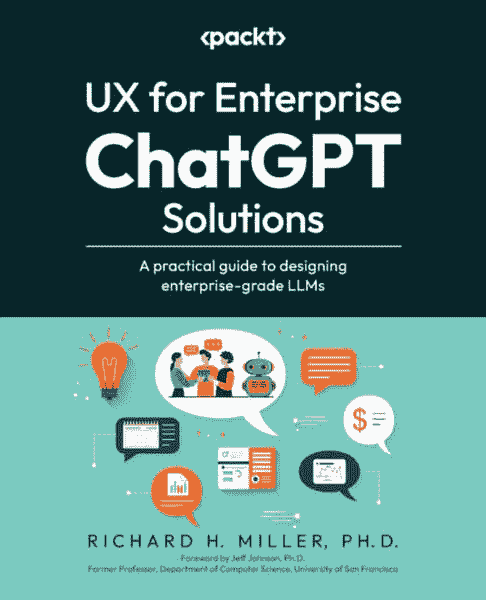 <packt>
UX for Enterprise
ChatGPT
Solutions
A practical guide to designing
enterprise-grade LLMs
$
RICHARD H. MILLER, PH.D.
Foreword by Jeff Johnson, Ph.D.
Former Professor, Department of Computer Science, University of San Francisco